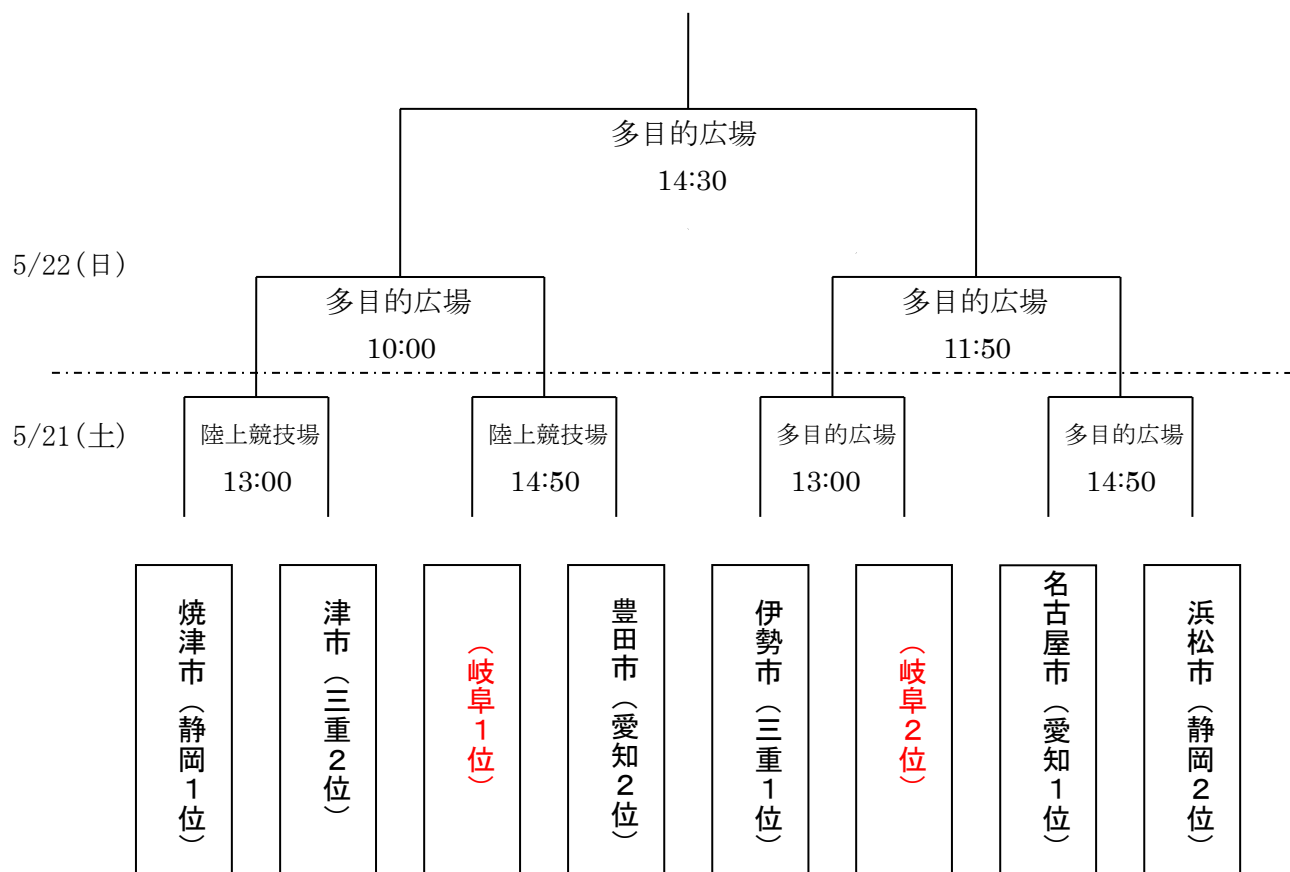 多目的広場
14:30
5/22(日)
多目的広場
10:00
多目的広場
11:50
5/21(土)
陸上競技場
13:00
陸上競技場
14:50
多目的広場
13:00
多目的広場
14:50
焼津市（静岡１位）
津市（三重２位）
（岐阜１位）
豊田市（愛知２位）
伊勢市（三重１位）
（岐阜２位）
名古屋市（愛知１位）
浜松市（静岡２位）